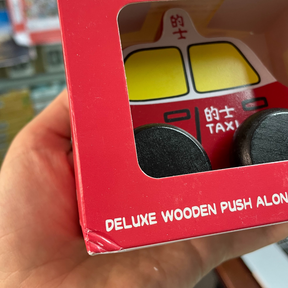 的
士
的士
TAXI
DELUXE WOODEN PUSH ALON